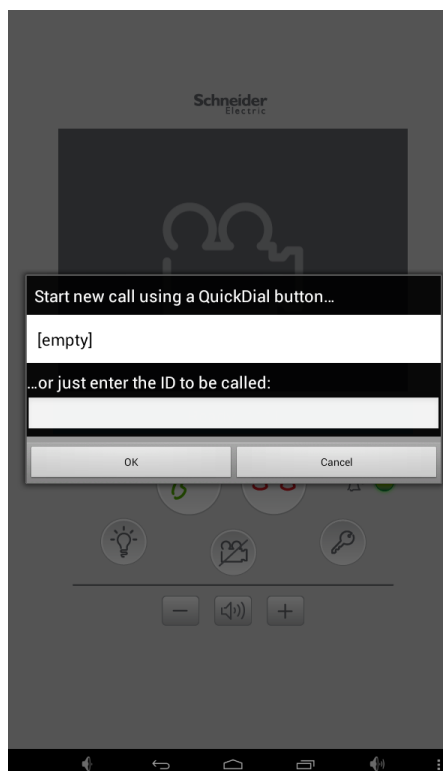 Schneider
Electric
Start new call using a QuickDial button...
[empty]
...or just enter the ID to be called:
OK
Cancel